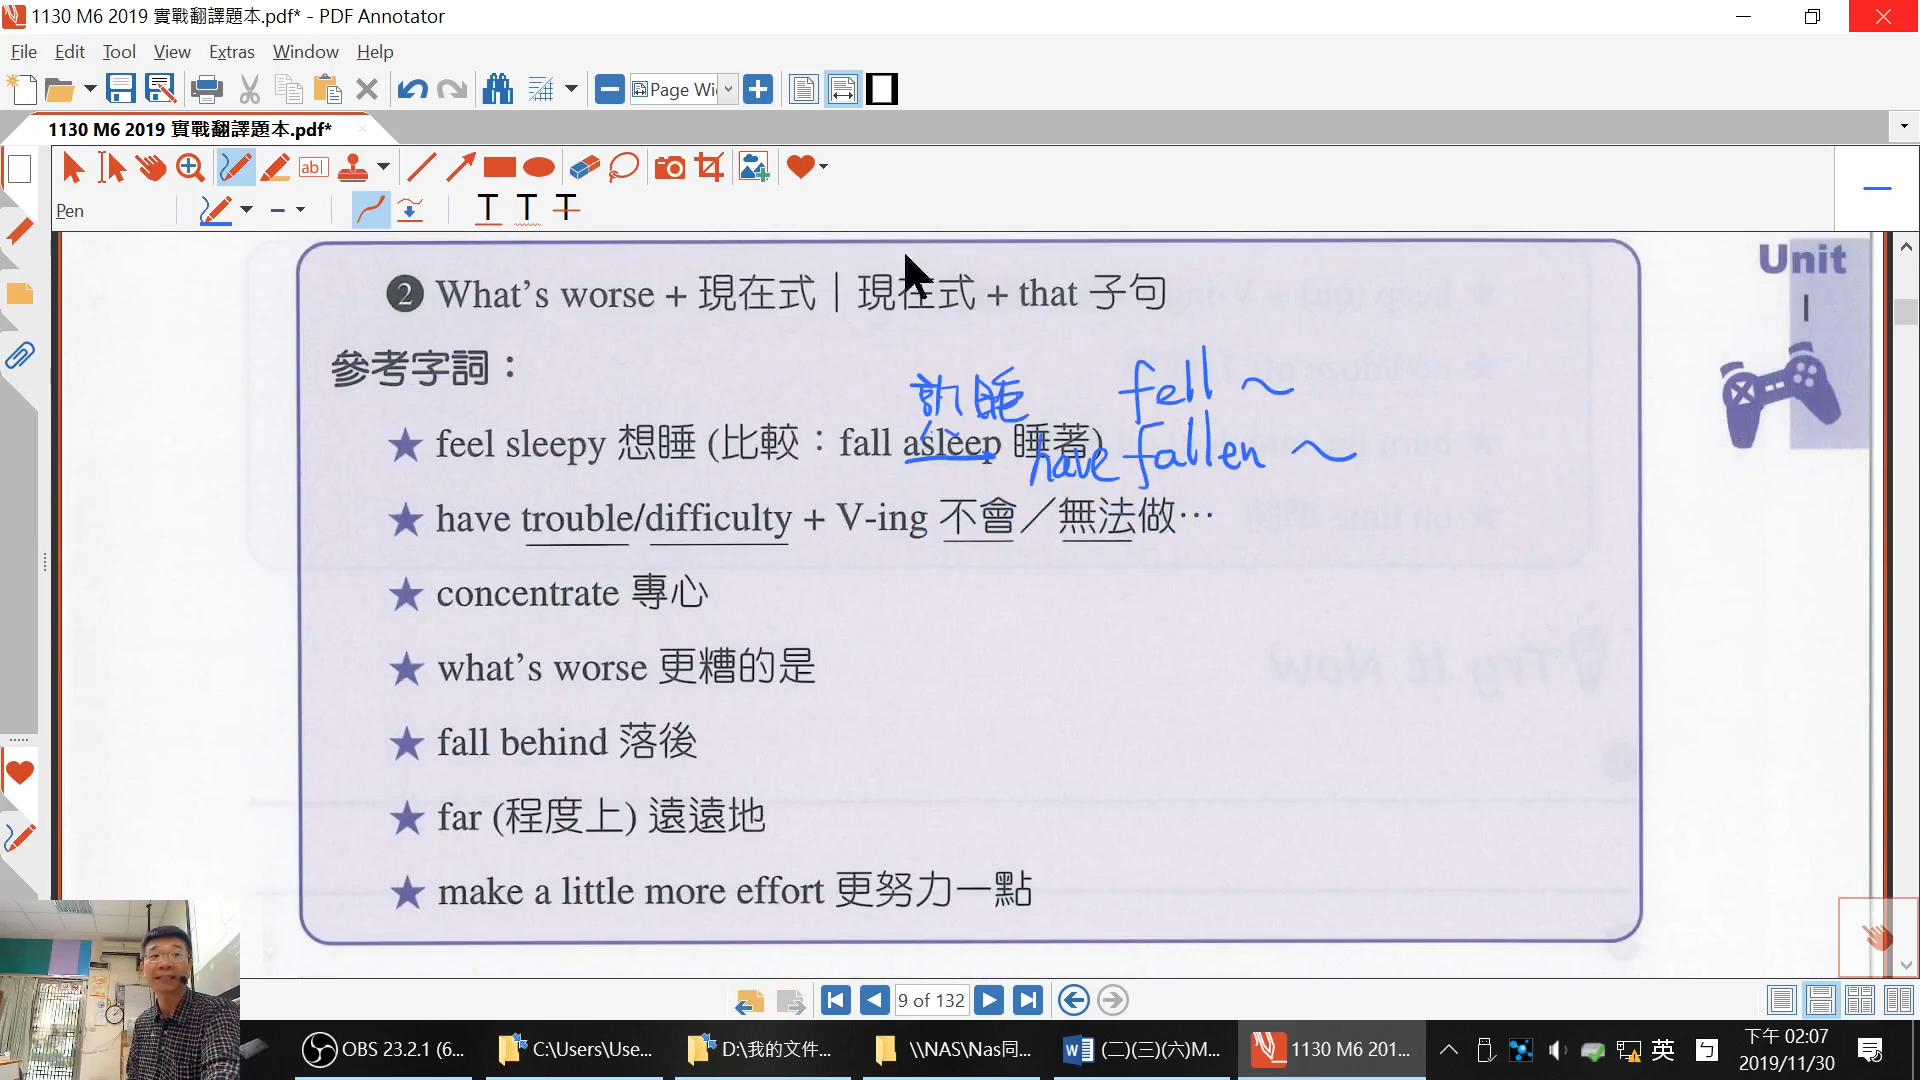 1130 M6 2019 實戰翻譯題本.pdf* - PDF Annotator
File Edit Tool View Extras Window Help
Page Wi
1130 M6 2019 實戰翻譯題本.pdf*
Pen
Unit
1
❷ What's worse + 現在式｜現在式 + that 子句
參考字詞：
熟睡 fell ~
★ feel sleepy 想睡 (比較：fall asleep 睡著)
have fallen ~
★ have trouble/difficulty + V-ing 不會／無法做…
★ concentrate 專心
★ what's worse 更糟的是
★ fall behind 落後
★ far (程度上) 遠遠地
★ make a little more effort 更努力一點
Try It Now
9 of 132
OBS 23.2.1 (6...
C:\Users\Use...
D:\我的文件...
\\NAS\Nas同...
(二)(三)(六)M...
1130 M6 201...
英
ㄅ
下午 02:07
2019/11/30